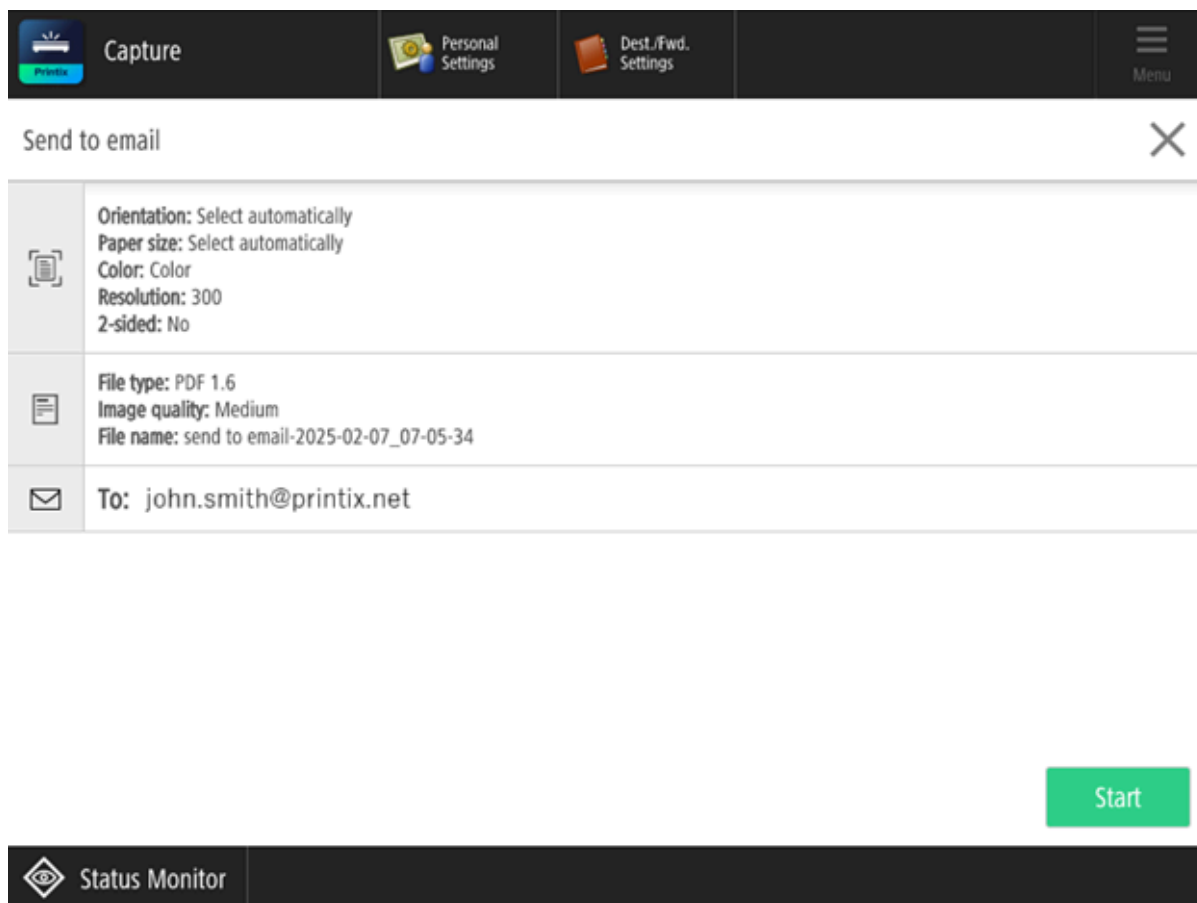 Printix
Capture
Personal
Settings
Dest./Fwd.
Settings
Menu
Send to email
Orientation: Select automatically
Paper size: Select automatically
Color: Color
Resolution: 300
2-sided: No
File type: PDF 1.6
Image quality: Medium
File name: send to email-2025-02-07_07-05-34
To: john.smith@printix.net
Start
Status Monitor